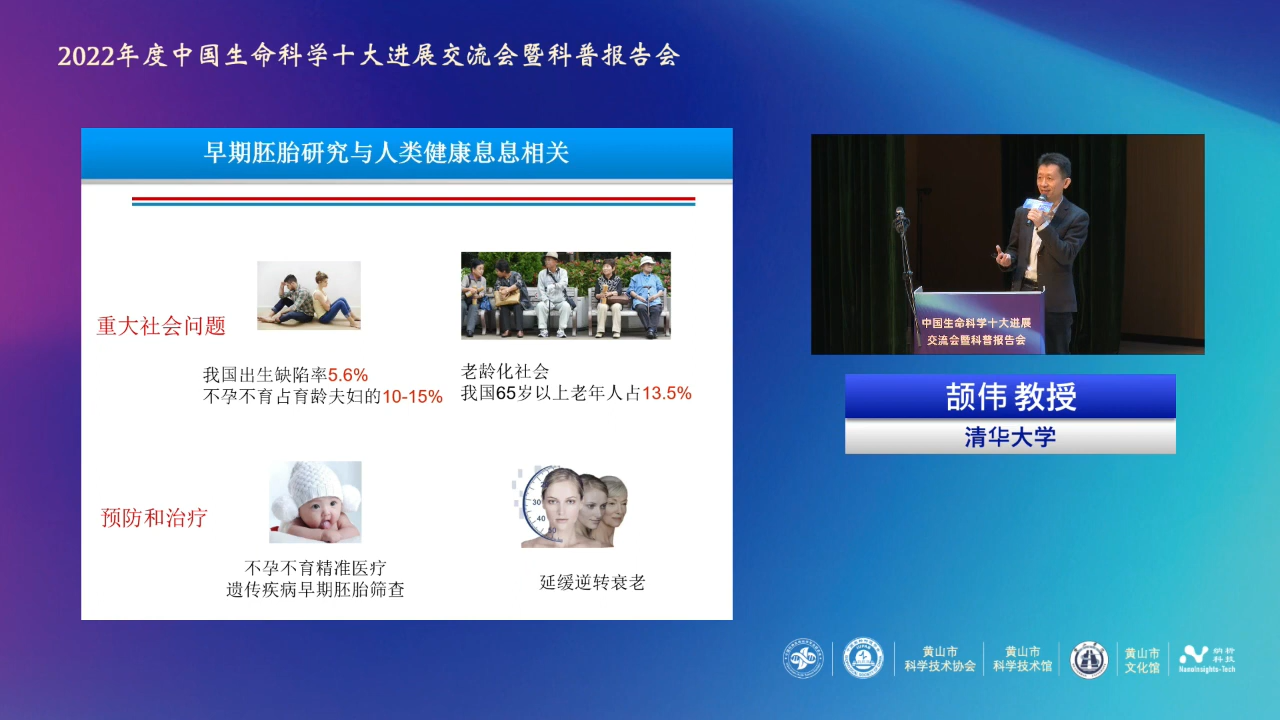 2022年度中国生命科学十大进展交流会暨科普报告会
早期胚胎研究与人类健康息息相关
重大社会问题
我国出生缺陷率5.6%
不孕不育占育龄夫妇的10-15%
老龄化社会
我国65岁以上老年人占13.5%
预防和治疗
30
40
50
不孕不育精准医疗
遗传疾病早期胚胎筛查
延缓逆转衰老
中国生命科学十大进展
交流会暨科普报告会
颉伟 教授
清华大学
黄山市
科学技术协会
黄山市
科学技术馆
黄山市
文化馆
纳析
科技
NanoInsights-Tech